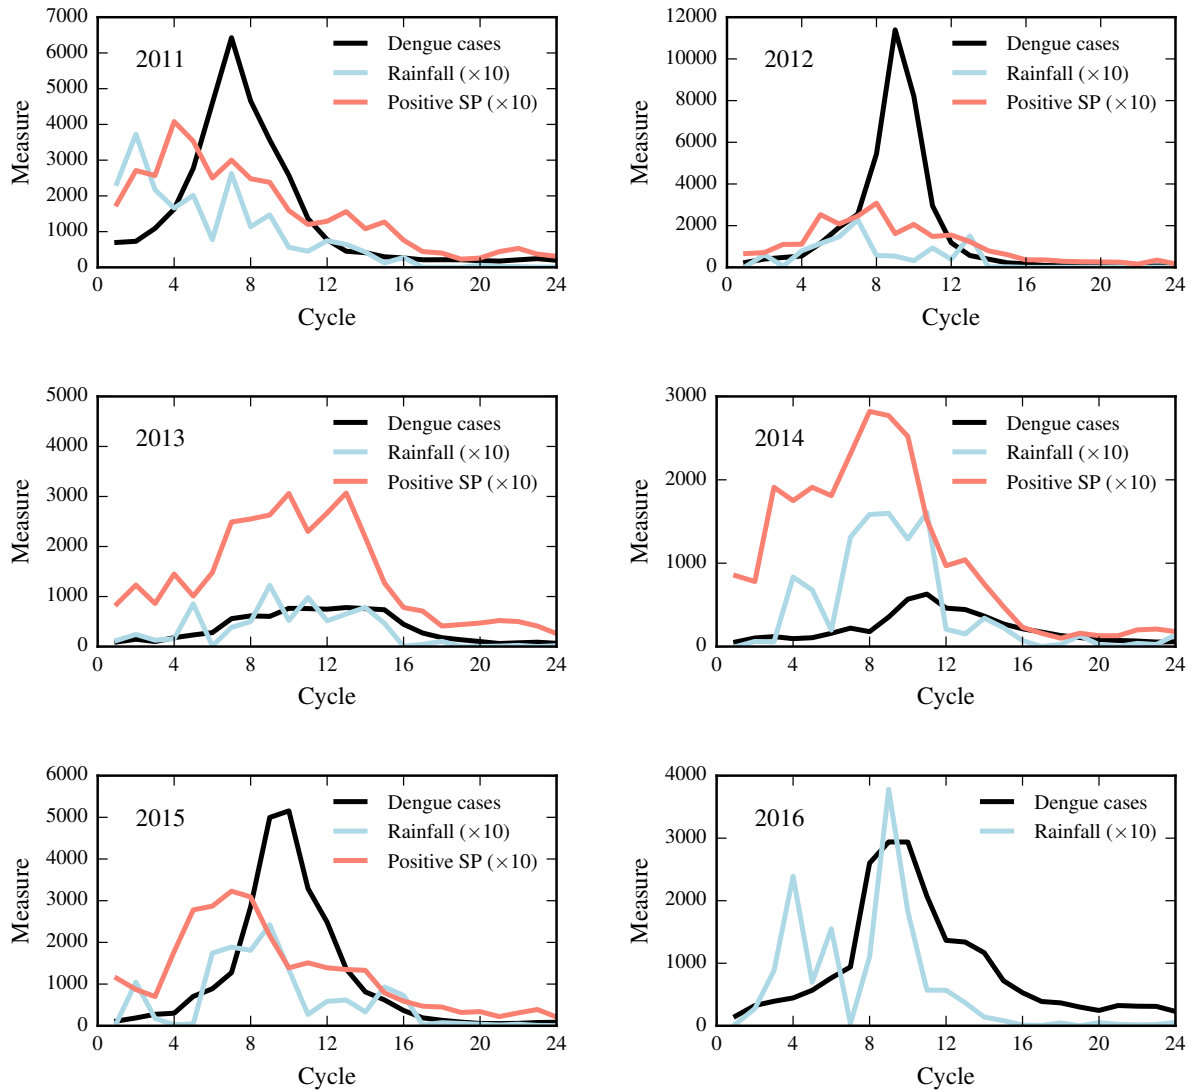 7000
6000
5000
4000
3000
2000
1000
0
Measure
2011
Dengue cases
Rainfall (×10)
Positive SP (×10)
0 4 8 12 16 20 24
Cycle
12000
10000
8000
6000
4000
2000
0
Measure
2012
Dengue cases
Rainfall (×10)
Positive SP (×10)
0 4 8 12 16 20 24
Cycle
5000
4000
3000
2000
1000
0
Measure
2013
Dengue cases
Rainfall (×10)
Positive SP (×10)
0 4 8 12 16 20 24
Cycle
3000
2000
1000
0
Measure
2014
Dengue cases
Rainfall (×10)
Positive SP (×10)
0 4 8 12 16 20 24
Cycle
6000
5000
4000
3000
2000
1000
0
Measure
2015
Dengue cases
Rainfall (×10)
Positive SP (×10)
0 4 8 12 16 20 24
Cycle
4000
3000
2000
1000
0
Measure
2016
Dengue cases
Rainfall (×10)
0 4 8 12 16 20 24
Cycle